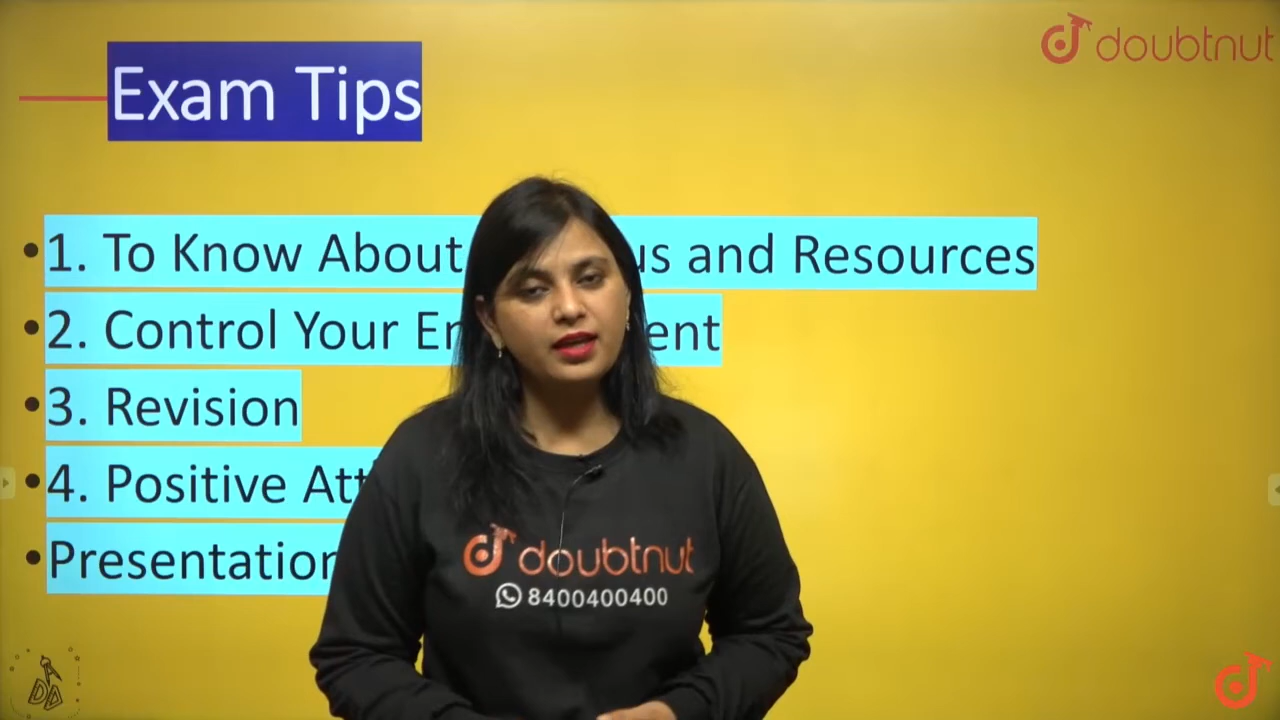 doubtnut
Exam Tips
•1. To Know About us and Resources
•2. Control Your En ent
•3. Revision
•4. Positive Att
•Presentation
doubtnut
8400400400